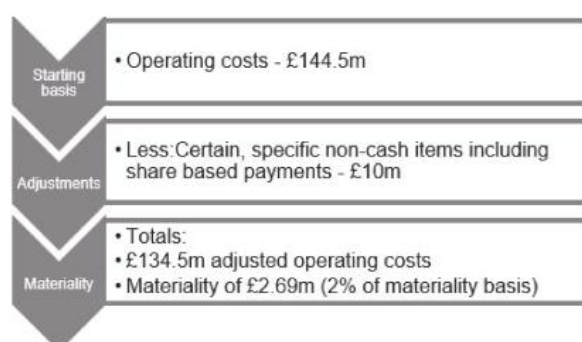 Starting
basis
• Operating costs - £144.5m
Adjustments
• Less:Certain, specific non-cash items including
share based payments - £10m
Materiality
• Totals:
• £134.5m adjusted operating costs
• Materiality of £2.69m (2% of materiality basis)